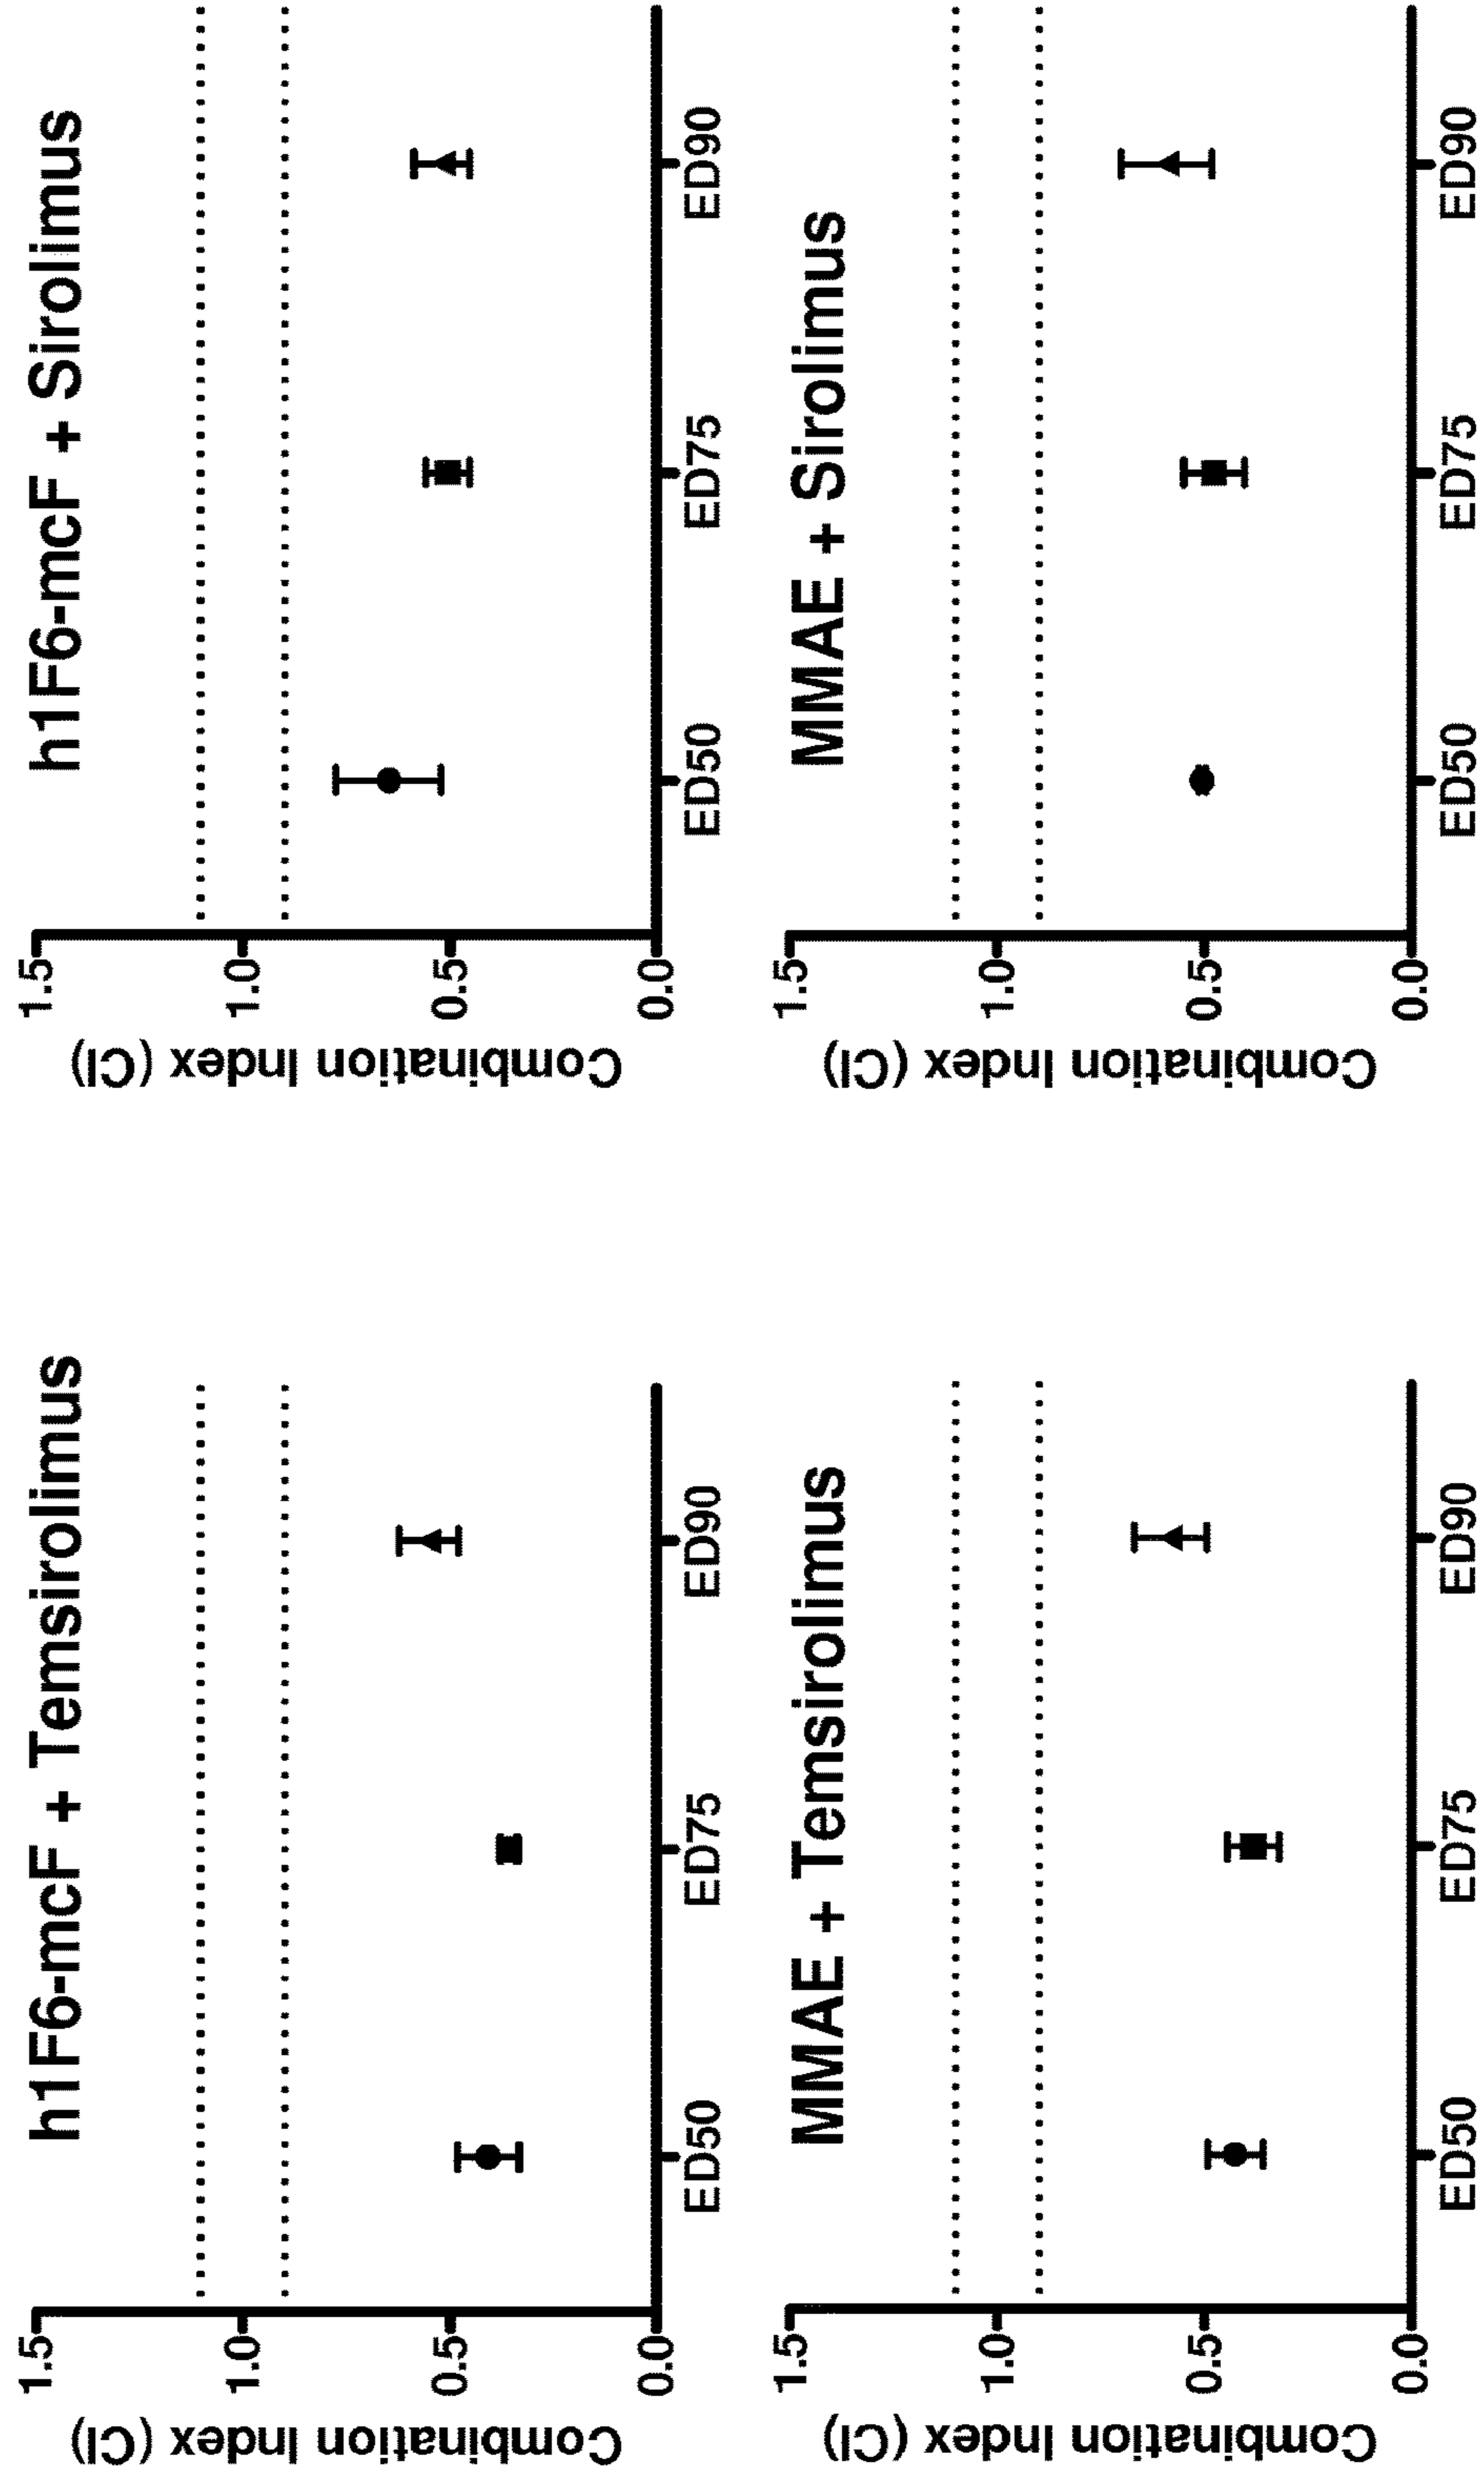 h1F6-mcF + Temsirolimus
Combination Index (CI)
1.5
1.0
0.5
0.0
ED50
ED75
ED90
h1F6-mcF + Sirolimus
Combination Index (CI)
1.5
1.0
0.5
0.0
ED50
ED75
ED90
MMAE + Temsirolimus
Combination Index (CI)
1.5
1.0
0.5
0.0
ED50
ED75
ED90
MMAE + Sirolimus
Combination Index (CI)
1.5
1.0
0.5
0.0
ED50
ED75
ED90